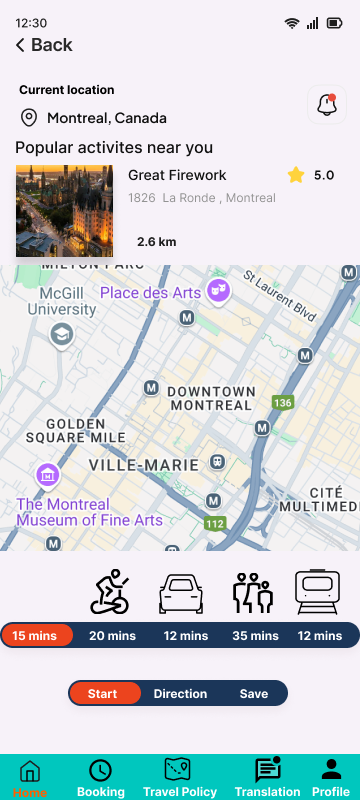 12:30
Back
Current location
Montreal, Canada
Popular activites near you
Great Firework
5.0
1826 La Ronde , Montreal
2.6 km
MILTON PARC
McGill
University
Place des Arts
St Laurent Blvd
M
M
M
DOWNTOWN
MONTREAL
M
136
M
GOLDEN
SQUARE MILE
VILLE-MARIE
CITÉ
MULTIMED
The Montreal
Museum of Fine Arts
M
112
M
15 mins 20 mins 12 mins 35 mins 12 mins
Start Direction Save
Home Booking Travel Policy Translation Profile